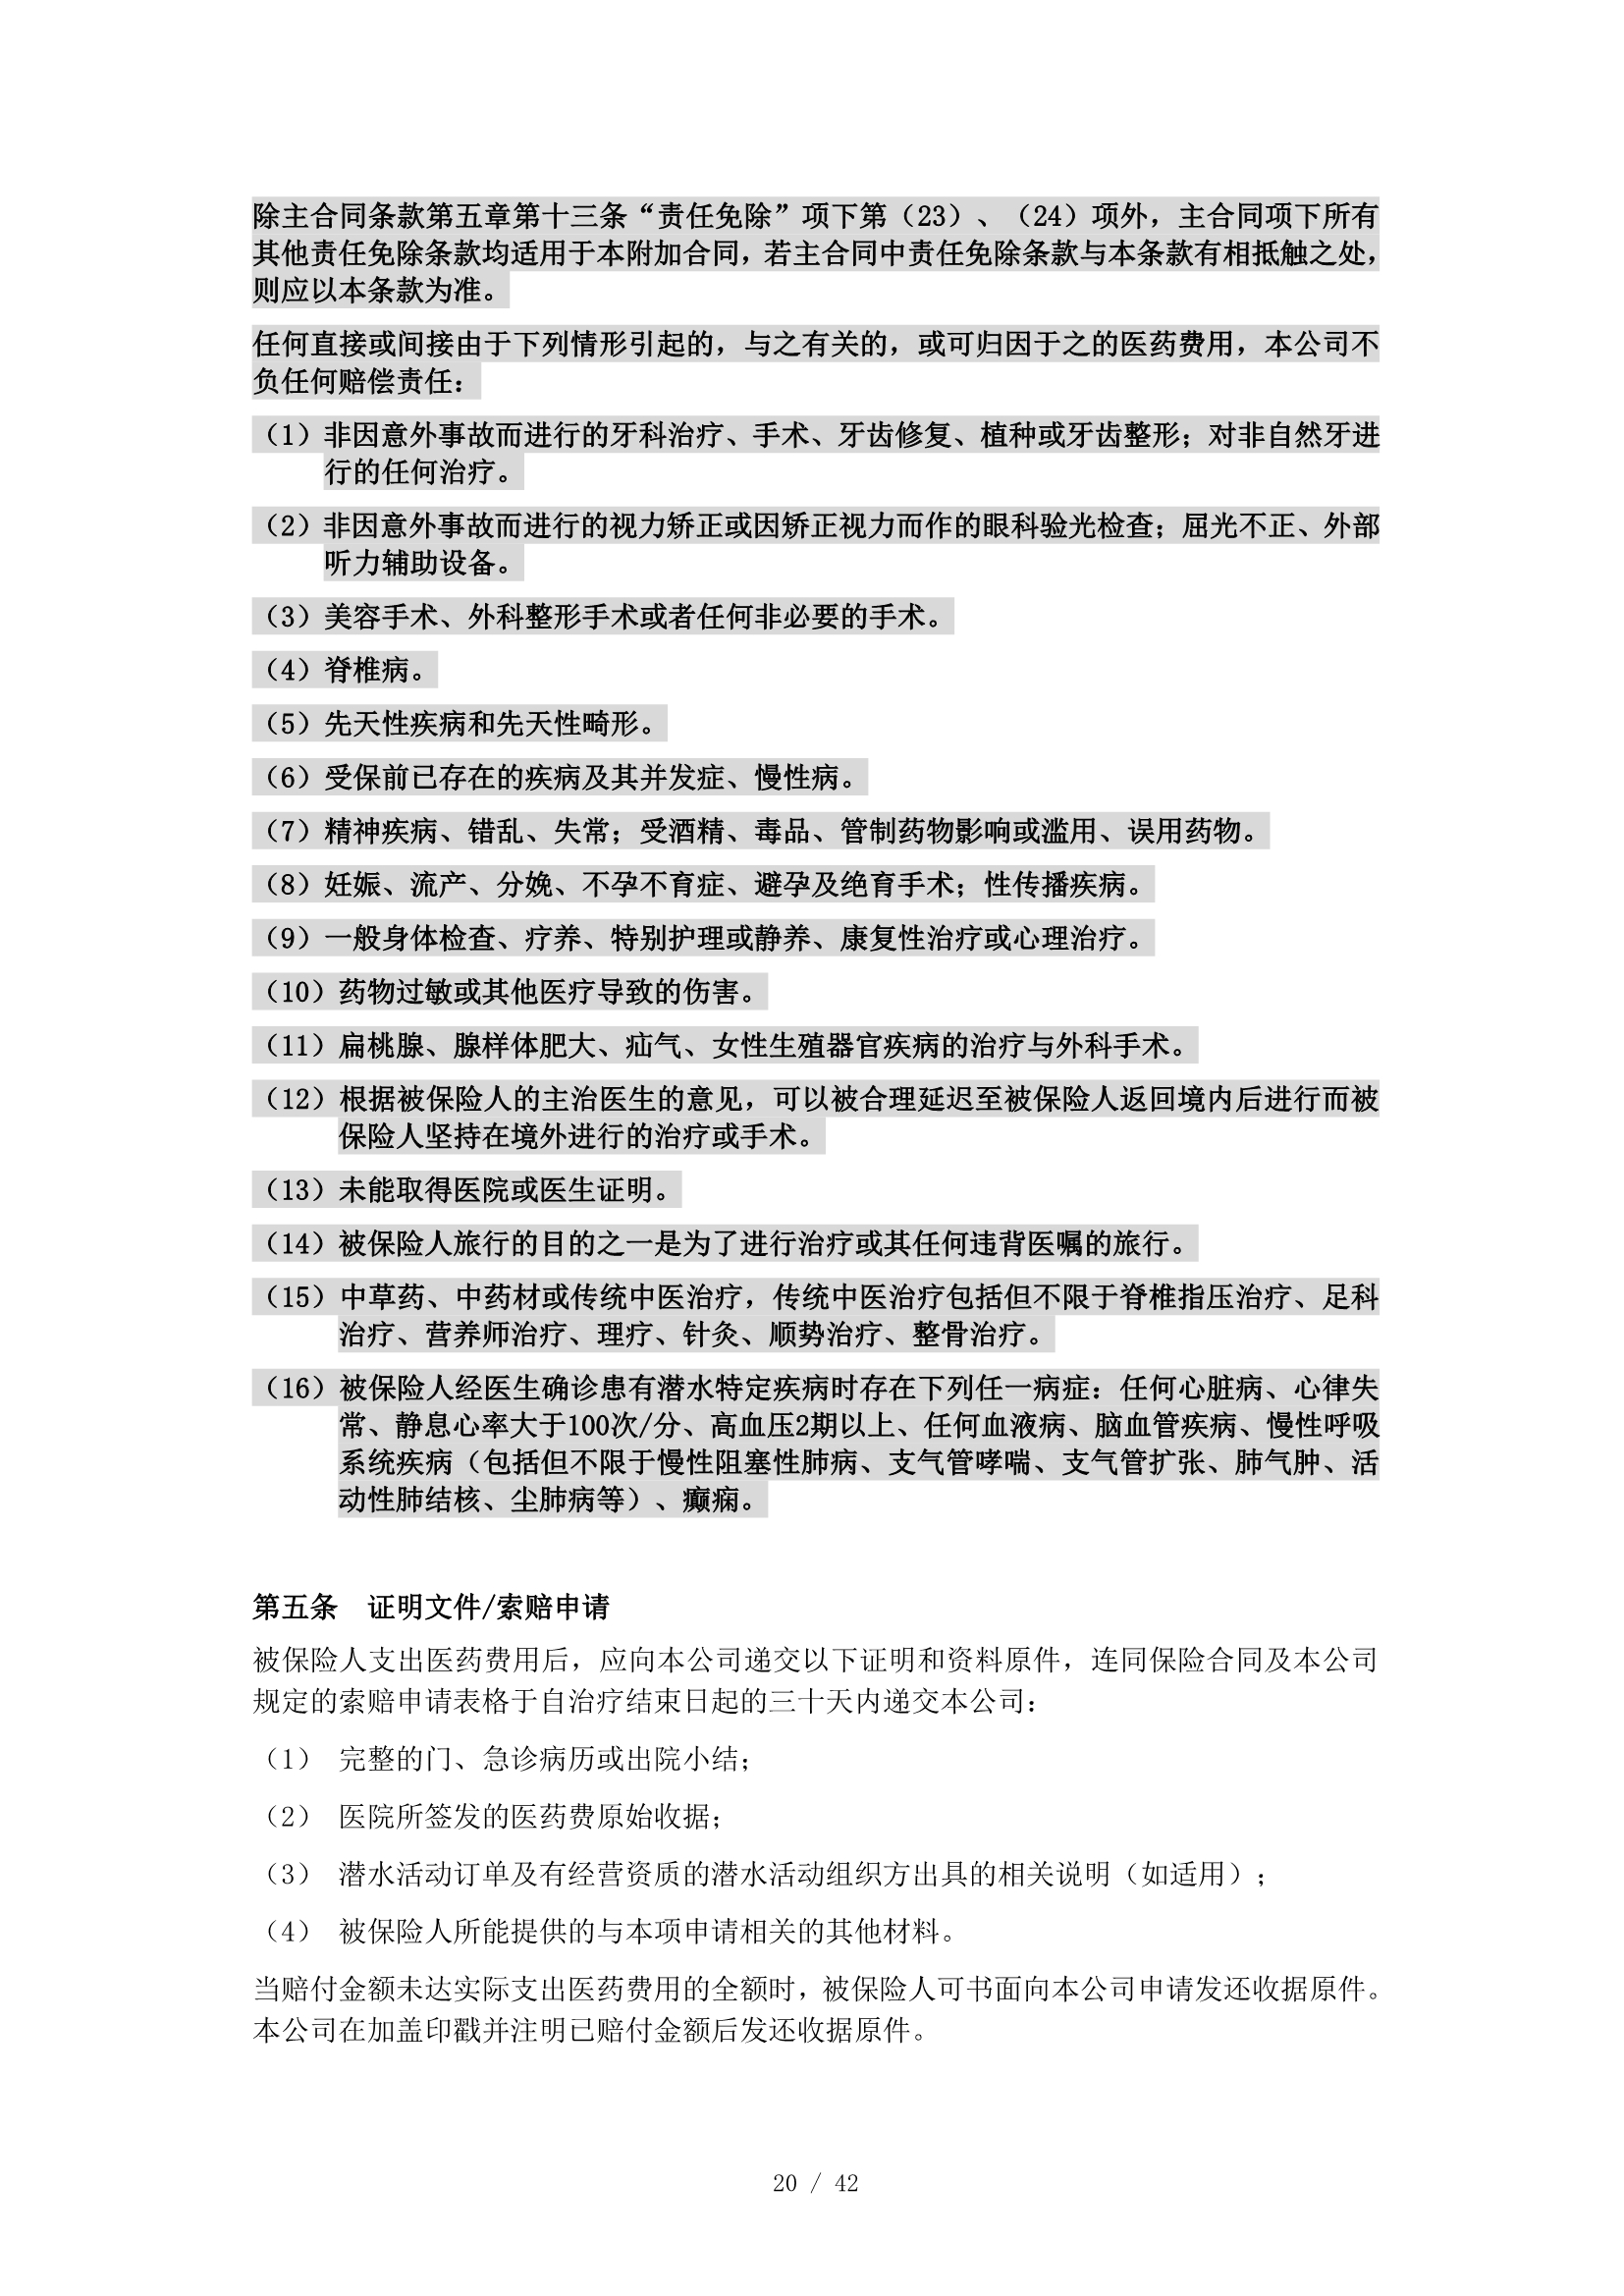 除主合同条款第五章第十三条“责任免除”项下第（23）、（24）项外，主合同项下所有
其他责任免除条款均适用于本附加合同，若主合同中责任免除条款与本条款有相抵触之处，
则应以本条款为准。
任何直接或间接由于下列情形引起的，与之有关的，或可归因于之的医药费用，本公司不
负任何赔偿责任：
（1）非因意外事故而进行的牙科治疗、手术、牙齿修复、植种或牙齿整形；对非自然牙进
行的任何治疗。
（2）非因意外事故而进行的视力矫正或因矫正视力而作的眼科验光检查；屈光不正、外部
听力辅助设备。
（3）美容手术、外科整形手术或者任何非必要的手术。
（4）脊椎病。
（5）先天性疾病和先天性畸形。
（6）受保前已存在的疾病及其并发症、慢性病。
（7）精神疾病、错乱、失常；受酒精、毒品、管制药物影响或滥用、误用药物。
（8）妊娠、流产、分娩、不孕不育症、避孕及绝育手术；性传播疾病。
（9）一般身体检查、疗养、特别护理或静养、康复性治疗或心理治疗。
（10）药物过敏或其他医疗导致的伤害。
（11）扁桃腺、腺样体肥大、疝气、女性生殖器官疾病的治疗与外科手术。
（12）根据被保险人的主治医生的意见，可以被合理延迟至被保险人返回境内后进行而被
保险人坚持在境外进行的治疗或手术。
（13）未能取得医院或医生证明。
（14）被保险人旅行的目的之一是为了进行治疗或其任何违背医嘱的旅行。
（15）中草药、中药材或传统中医治疗，传统中医治疗包括但不限于脊椎指压治疗、足科
治疗、营养师治疗、理疗、针灸、顺势治疗、整骨治疗。
（16）被保险人经医生确诊患有潜水特定疾病时存在下列任一病症：任何心脏病、心律失
常、静息心率大于100次/分、高血压2期以上、任何血液病、脑血管疾病、慢性呼吸
系统疾病（包括但不限于慢性阻塞性肺病、支气管哮喘、支气管扩张、肺气肿、活
动性肺结核、尘肺病等）、癫痫。
第五条　证明文件/索赔申请
被保险人支出医药费用后，应向本公司递交以下证明和资料原件，连同保险合同及本公司
规定的索赔申请表格于自治疗结束日起的三十天内递交本公司：
（1） 完整的门、急诊病历或出院小结；
（2） 医院所签发的医药费原始收据；
（3） 潜水活动订单及有经营资质的潜水活动组织方出具的相关说明（如适用）；
（4） 被保险人所能提供的与本项申请相关的其他材料。
当赔付金额未达实际支出医药费用的全额时，被保险人可书面向本公司申请发还收据原件。
本公司在加盖印戳并注明已赔付金额后发还收据原件。
20 / 42